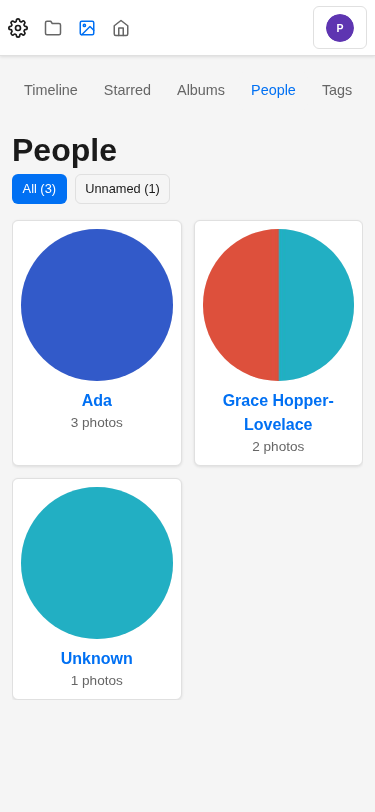 P
Timeline Starred Albums People Tags
People
All (3) Unnamed (1)
Ada
3 photos
Grace Hopper-
Lovelace
2 photos
Unknown
1 photos